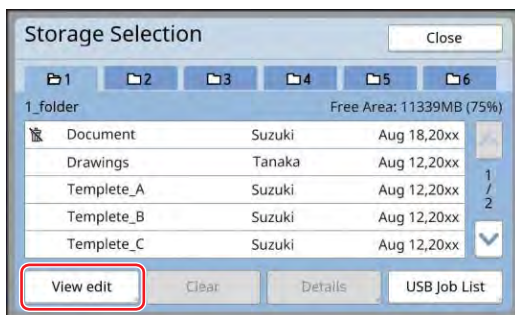 Storage Selection Close
1 2 3 4 5 6
1_folder Free Area: 11339MB (75%)
Document Suzuki Aug 18,20xx
Drawings Tanaka Aug 12,20xx
Templete_A Suzuki Aug 12,20xx
Templete_B Suzuki Aug 12,20xx
Templete_C Suzuki Aug 12,20xx
1
/
2
View edit Clear Details USB Job List